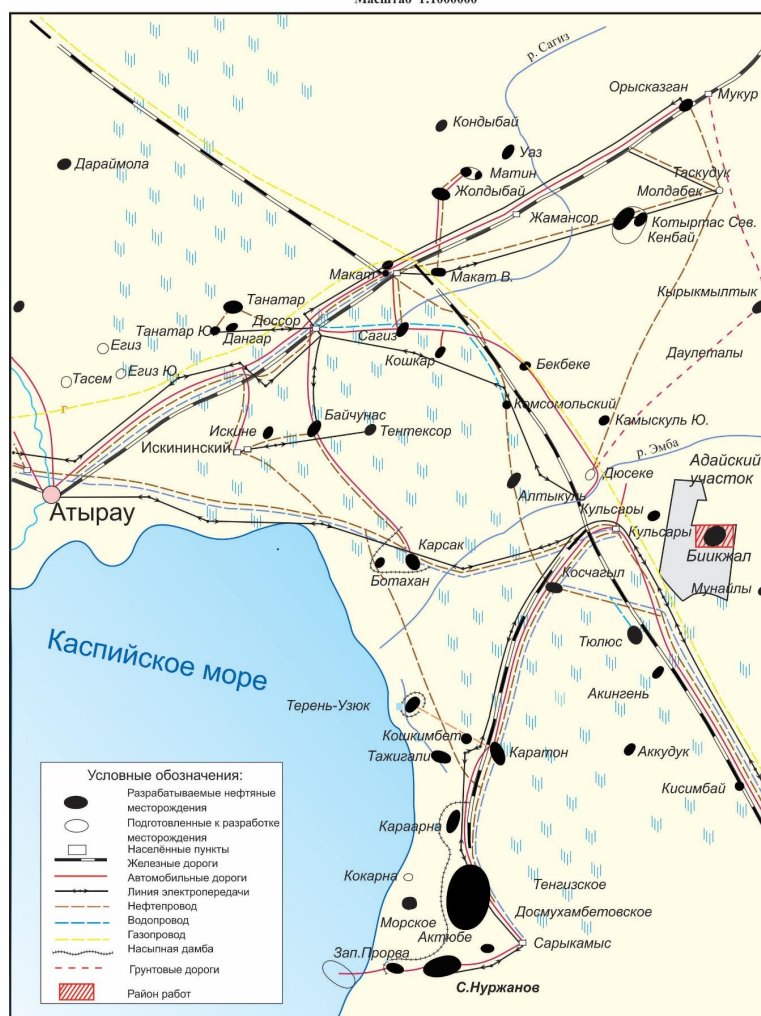 Масштаб 1:1000000
р. Сагиз
Орысказган
Мукур
Кондыбай
Уаз
Дараймола
Матин
Жолдыбай
Таскудук
Молдабек
Жамансор
Котыртас Сев.
Кенбай
Макат
Макат В.
Танатар
Кырыкмылтык
Танатар Ю.
Доссор
Дангар
Сагиз
Егиз
Кошкар
Даулеталы
Тасем
Егиз Ю.
Бекбеке
Г
Комсомольский
Искине
Байчунас
Тентексор
Камыскуль Ю.
Искининский
р. Эмба
Дюсеке
Адайский
участок
Алтыкуль
Атырау
Кульсары
Кульсары
Биикжал
Карсак
Ботахан
Косчагыл
Мунайлы
Каспийское море
Тюлюс
Акингень
Терень-Узюк
Кошкимбет
Каратон
Аккудук
Тажигали
Кисимбай
Караарна
Кокарна
Тенгизское
Морское
Досмухамбетовское
Актюбе
Сарыкамыс
Зап.Прорва
С.Нуржанов
Условные обозначения:
Разрабатываемые нефтяные
месторождения
Подготовленные к разработке
месторождения
Населённые пункты
Железные дороги
Автомобильные дороги
Линия электропередачи
Нефтепровод
Водопровод
Газопровод
Насыпная дамба
Грунтовые дороги
Район работ